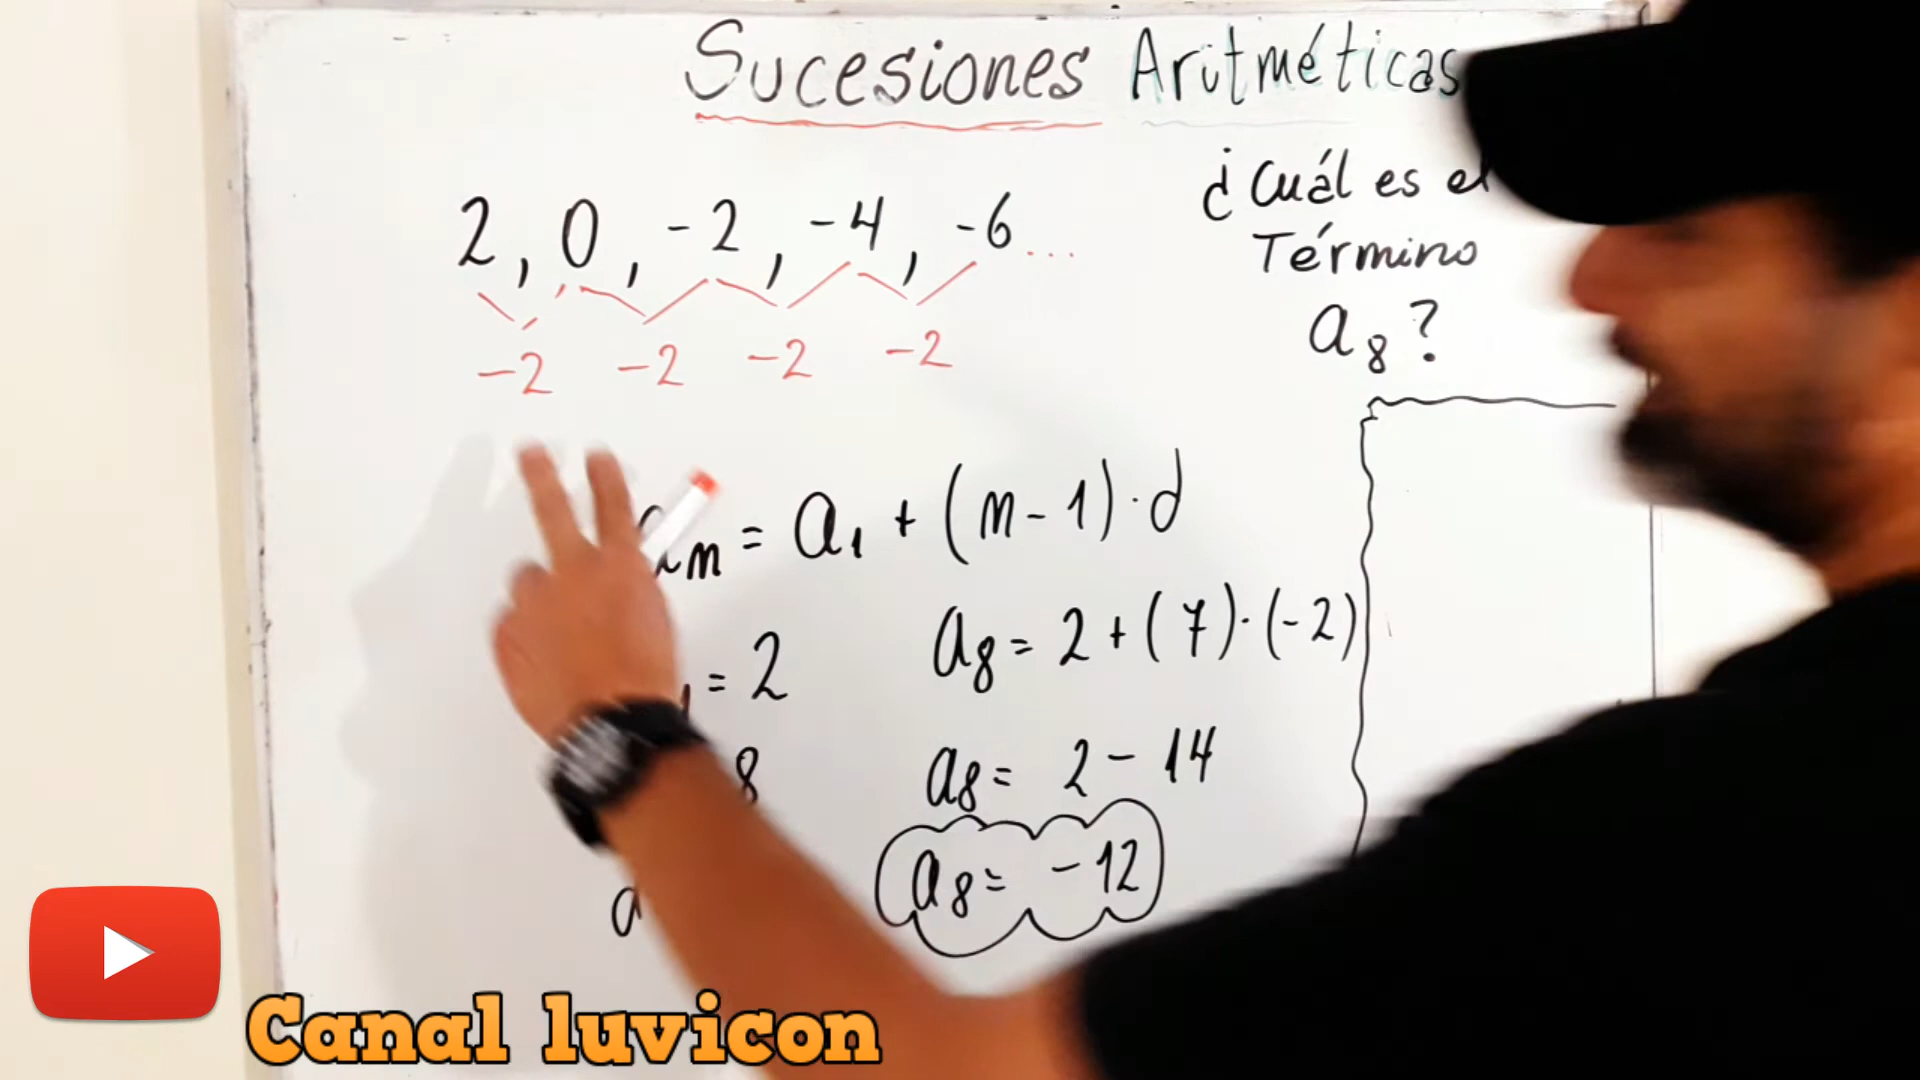 Sucesiones Aritméticas
2, 0, -2, -4, -6...
-2 -2 -2 -2
¿Cuál es el
Término
a8?
an = a1 + (n-1)·d
a8 = 2 + (7)·(-2)
= 2
a8 = 2 - 14
8
a8 = -12
a
Canal luvicon